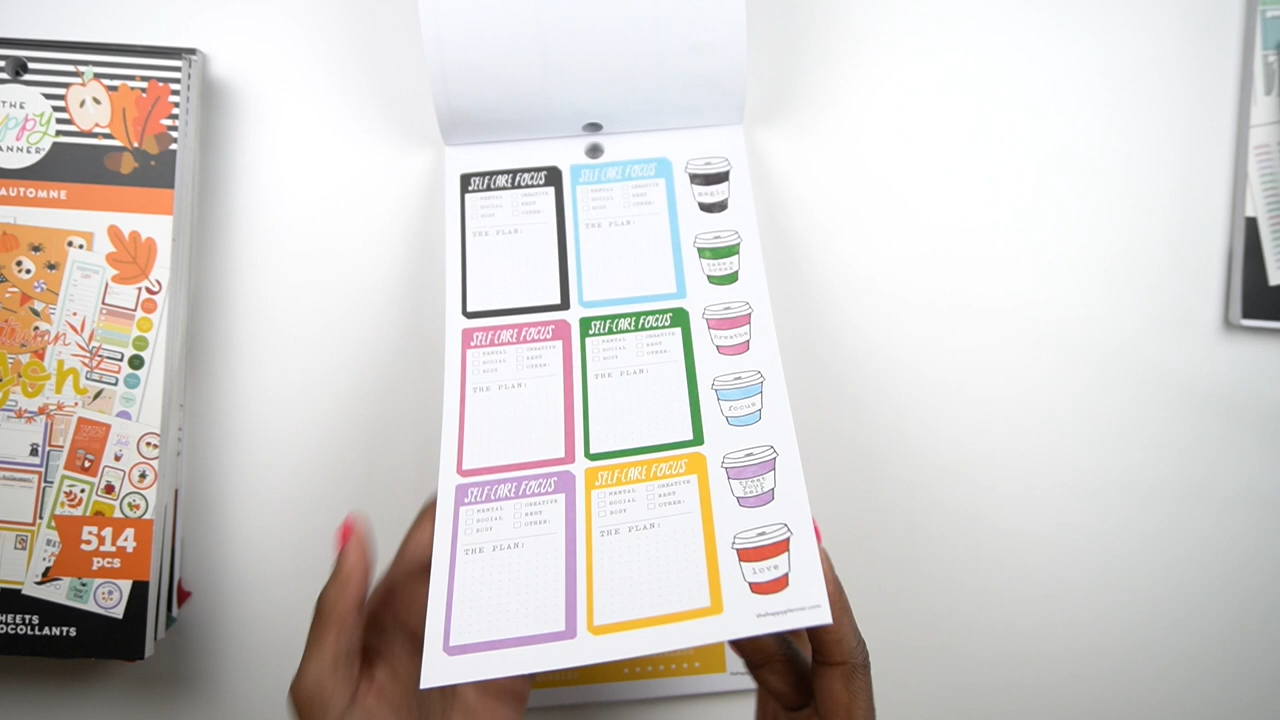 THE
happy
PLANNER
AUTOMNE
514
pcs
SELF-CARE FOCUS
MENTAL CREATIVE
SOCIAL REST
BODY OTHER:
THE PLAN:
SELF-CARE FOCUS
MENTAL CREATIVE
SOCIAL REST
BODY OTHER:
THE PLAN:
magic
take a
break
SELF-CARE FOCUS
MENTAL CREATIVE
SOCIAL REST
BODY OTHER:
THE PLAN:
SELF-CARE FOCUS
MENTAL CREATIVE
SOCIAL REST
BODY OTHER:
THE PLAN:
breathe
focus
SELF-CARE FOCUS
MENTAL CREATIVE
SOCIAL REST
BODY OTHER:
THE PLAN:
SELF-CARE FOCUS
MENTAL CREATIVE
SOCIAL REST
BODY OTHER:
THE PLAN:
treat
your
self
love
thehappyplanner.com